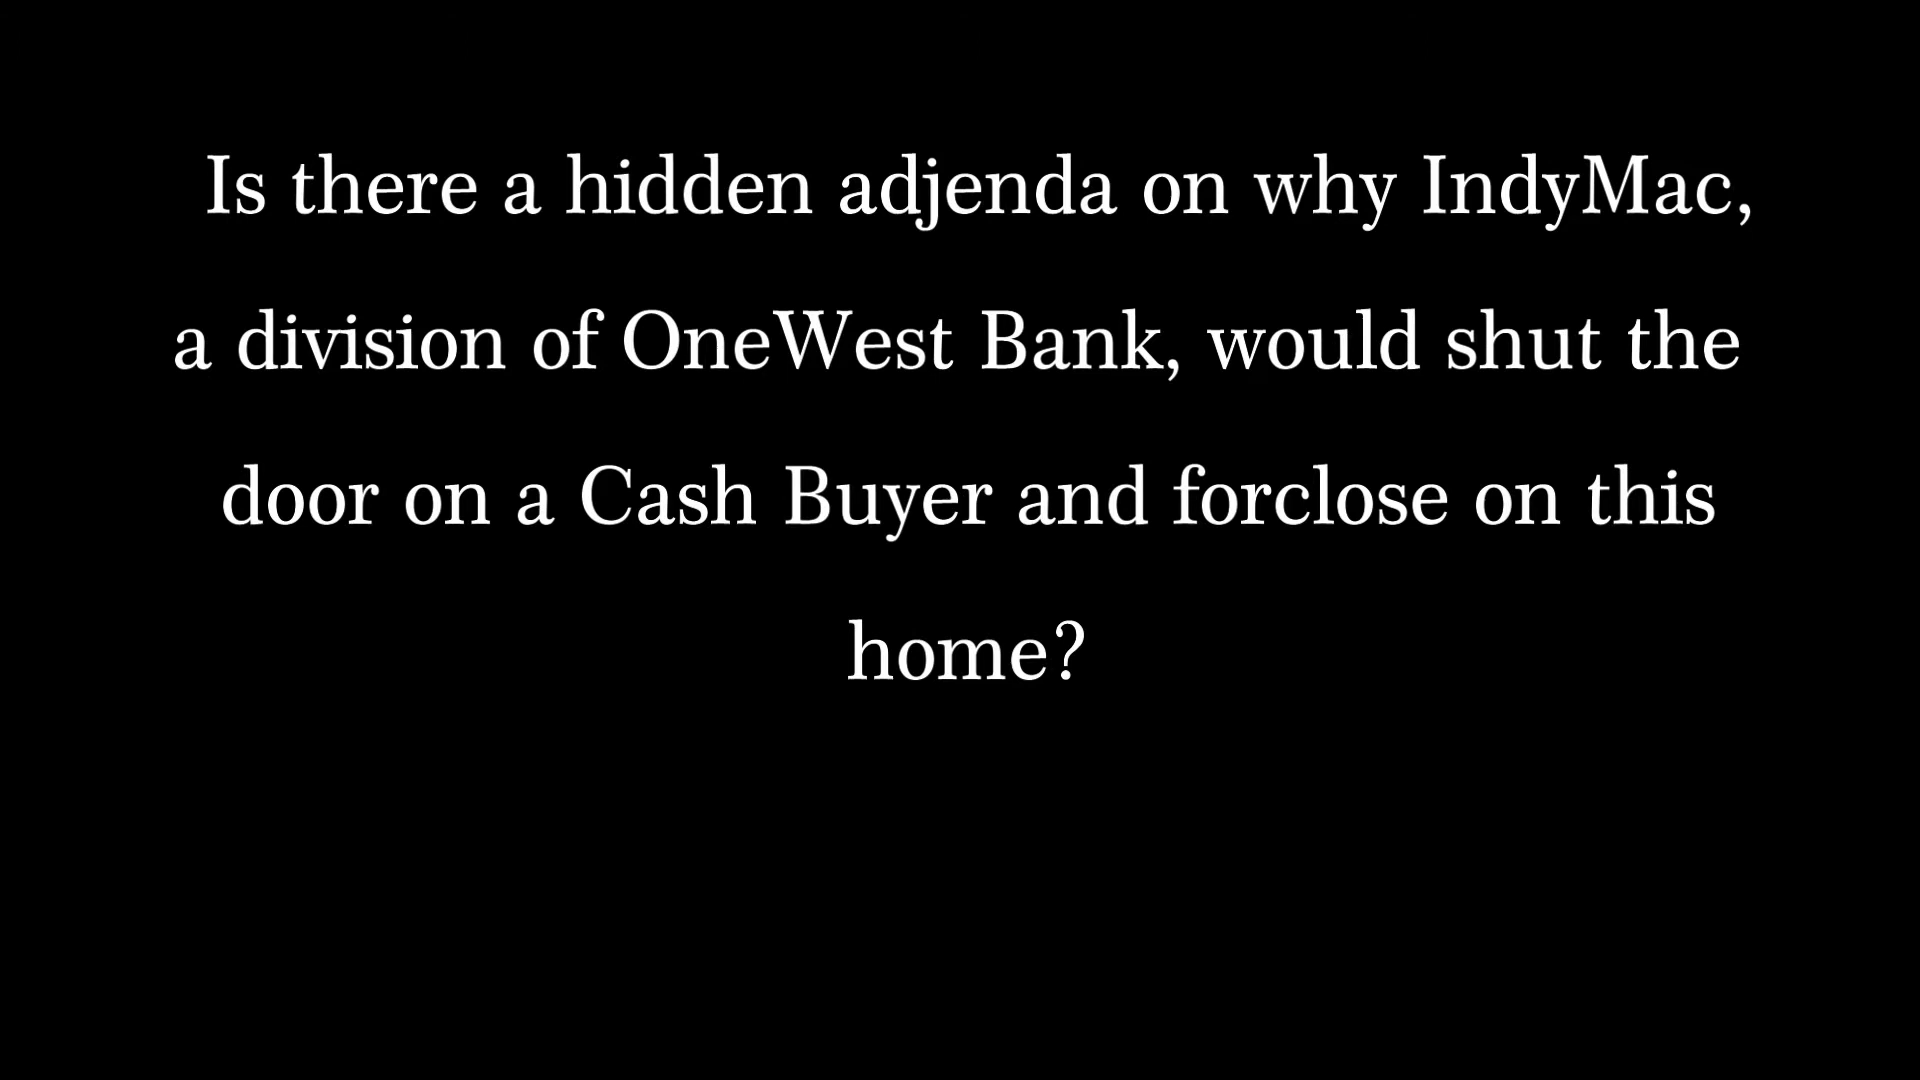 Is there a hidden adjenda on why IndyMac,
a division of OneWest Bank, would shut the
door on a Cash Buyer and forclose on this
home?